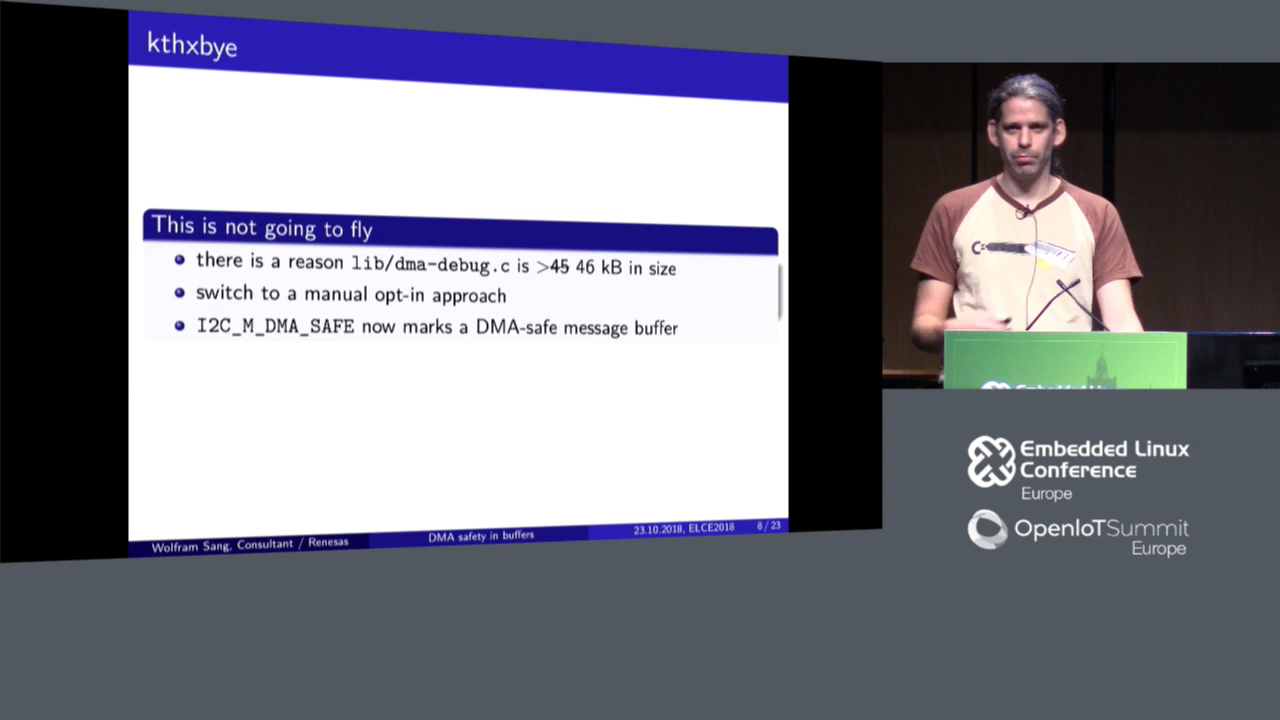 kthxbye
This is not going to fly
there is a reason lib/dma-debug.c is >45 46 kB in size
switch to a manual opt-in approach
I2C_M_DMA_SAFE now marks a DMA-safe message buffer
Wolfram Sang, Consultant / Renesas
DMA safety in buffers
23.10.2018, ELCE2018
8 / 23
Embedded Linux
Conference
Europe
OpenIoTSummit
Europe